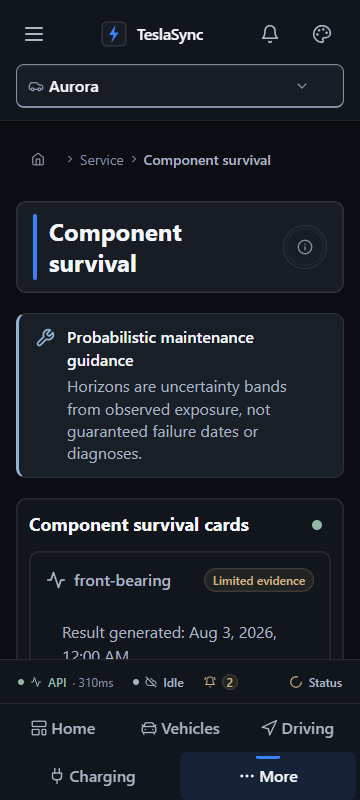 TeslaSync
Aurora
Service
Component survival
Component
survival
Probabilistic maintenance
guidance
Horizons are uncertainty bands
from observed exposure, not
guaranteed failure dates or
diagnoses.
Component survival cards
front-bearing
Limited evidence
Result generated: Aug 3, 2026,
12:00 AM
API · 310ms
Idle
2
Status
Home
Vehicles
Driving
Charging
More